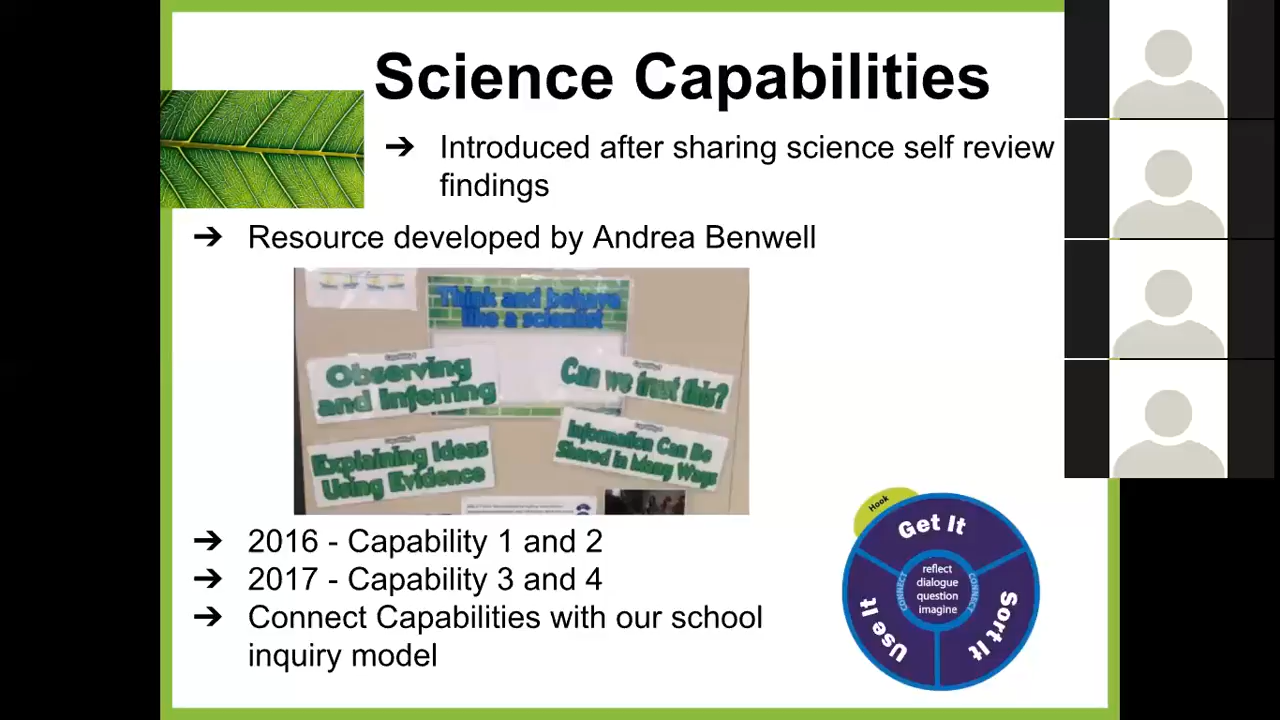 Science Capabilities
➔ Introduced after sharing science self review
findings
➔ Resource developed by Andrea Benwell
Think and behave
like a scientist
Capability 1
Observing
and Inferring
Can we trust this?
Explaining Ideas
Using Evidence
Information Can Be
Shared in Many Ways
➔ 2016 - Capability 1 and 2
➔ 2017 - Capability 3 and 4
➔ Connect Capabilities with our school
inquiry model
Hook
Get It
Sort It
Use It
CONNECT
CONNECT
reflect
dialogue
question
imagine